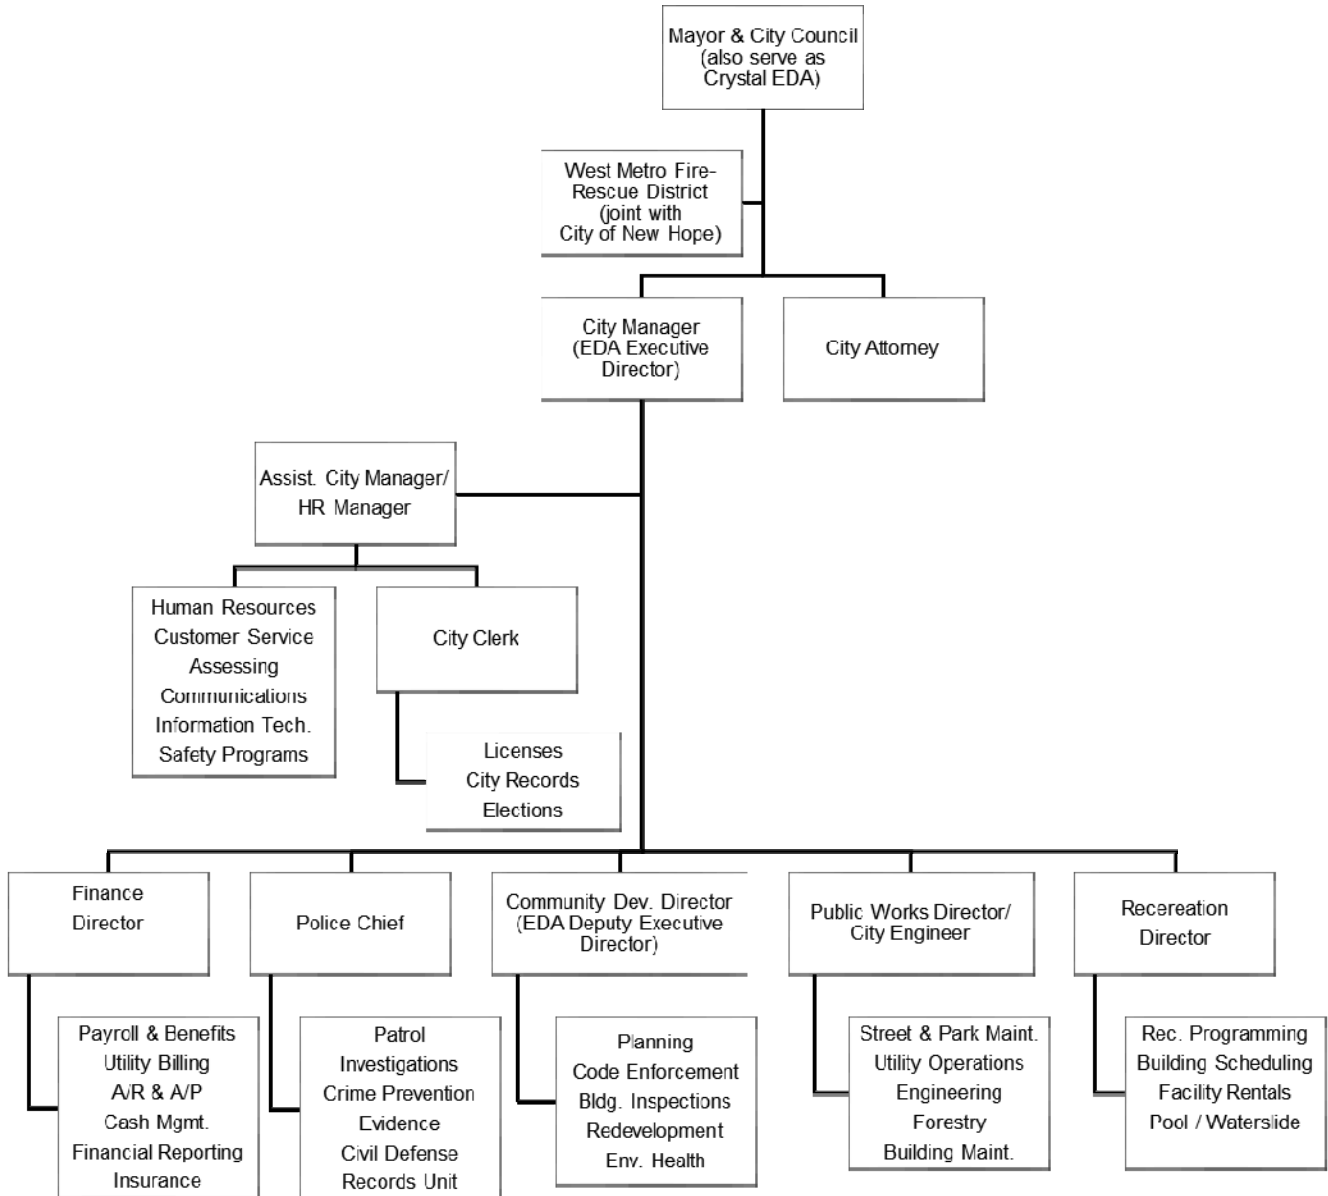 Mayor & City Council
(also serve as
Crystal EDA)
West Metro Fire-
Rescue District
(joint with
City of New Hope)
City Manager
(EDA Executive
Director)
City Attorney
Assist. City Manager/
HR Manager
Human Resources
Customer Service
Assessing
Communications
Information Tech.
Safety Programs
City Clerk
Licenses
City Records
Elections
Finance
Director
Police Chief
Community Dev. Director
(EDA Deputy Executive
Director)
Public Works Director/
City Engineer
Recereation
Director
Payroll & Benefits
Utility Billing
A/R & A/P
Cash Mgmt.
Financial Reporting
Insurance
Patrol
Investigations
Crime Prevention
Evidence
Civil Defense
Records Unit
Planning
Code Enforcement
Bldg. Inspections
Redevelopment
Env. Health
Street & Park Maint.
Utility Operations
Engineering
Forestry
Building Maint.
Rec. Programming
Building Scheduling
Facility Rentals
Pool / Waterslide